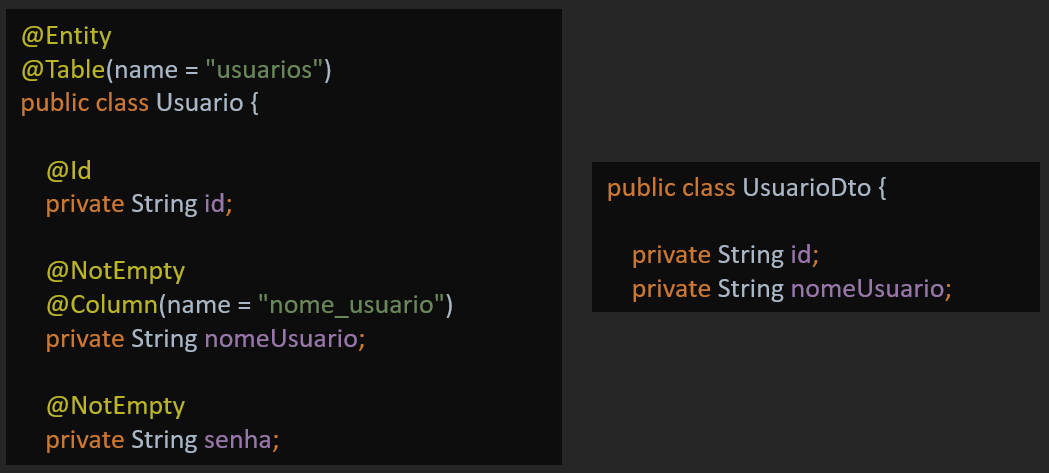 @Entity
@Table(name = "usuarios")
public class Usuario {
@Id
private String id;
@NotEmpty
@Column(name = "nome_usuario")
private String nomeUsuario;
@NotEmpty
private String senha;
public class UsuarioDto {
private String id;
private String nomeUsuario;